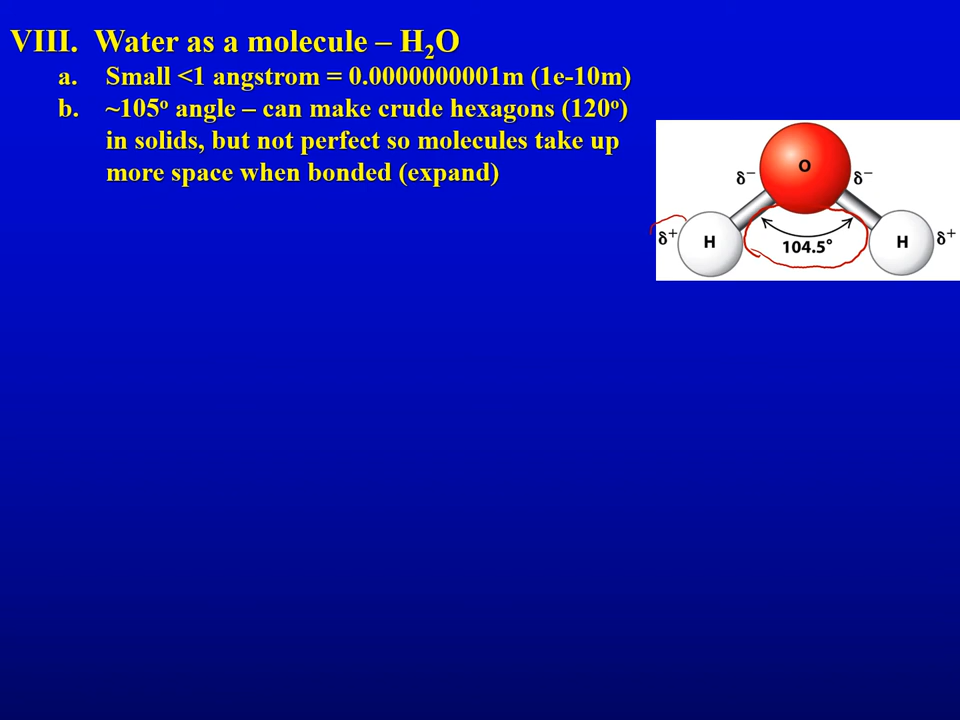 VIII. Water as a molecule – H₂O
a. Small <1 angstrom = 0.0000000001m (1e-10m)
b. ~105º angle – can make crude hexagons (120º)
in solids, but not perfect so molecules take up
more space when bonded (expand)
O
δ⁻ δ⁻
δ⁺ H H δ⁺
104.5°